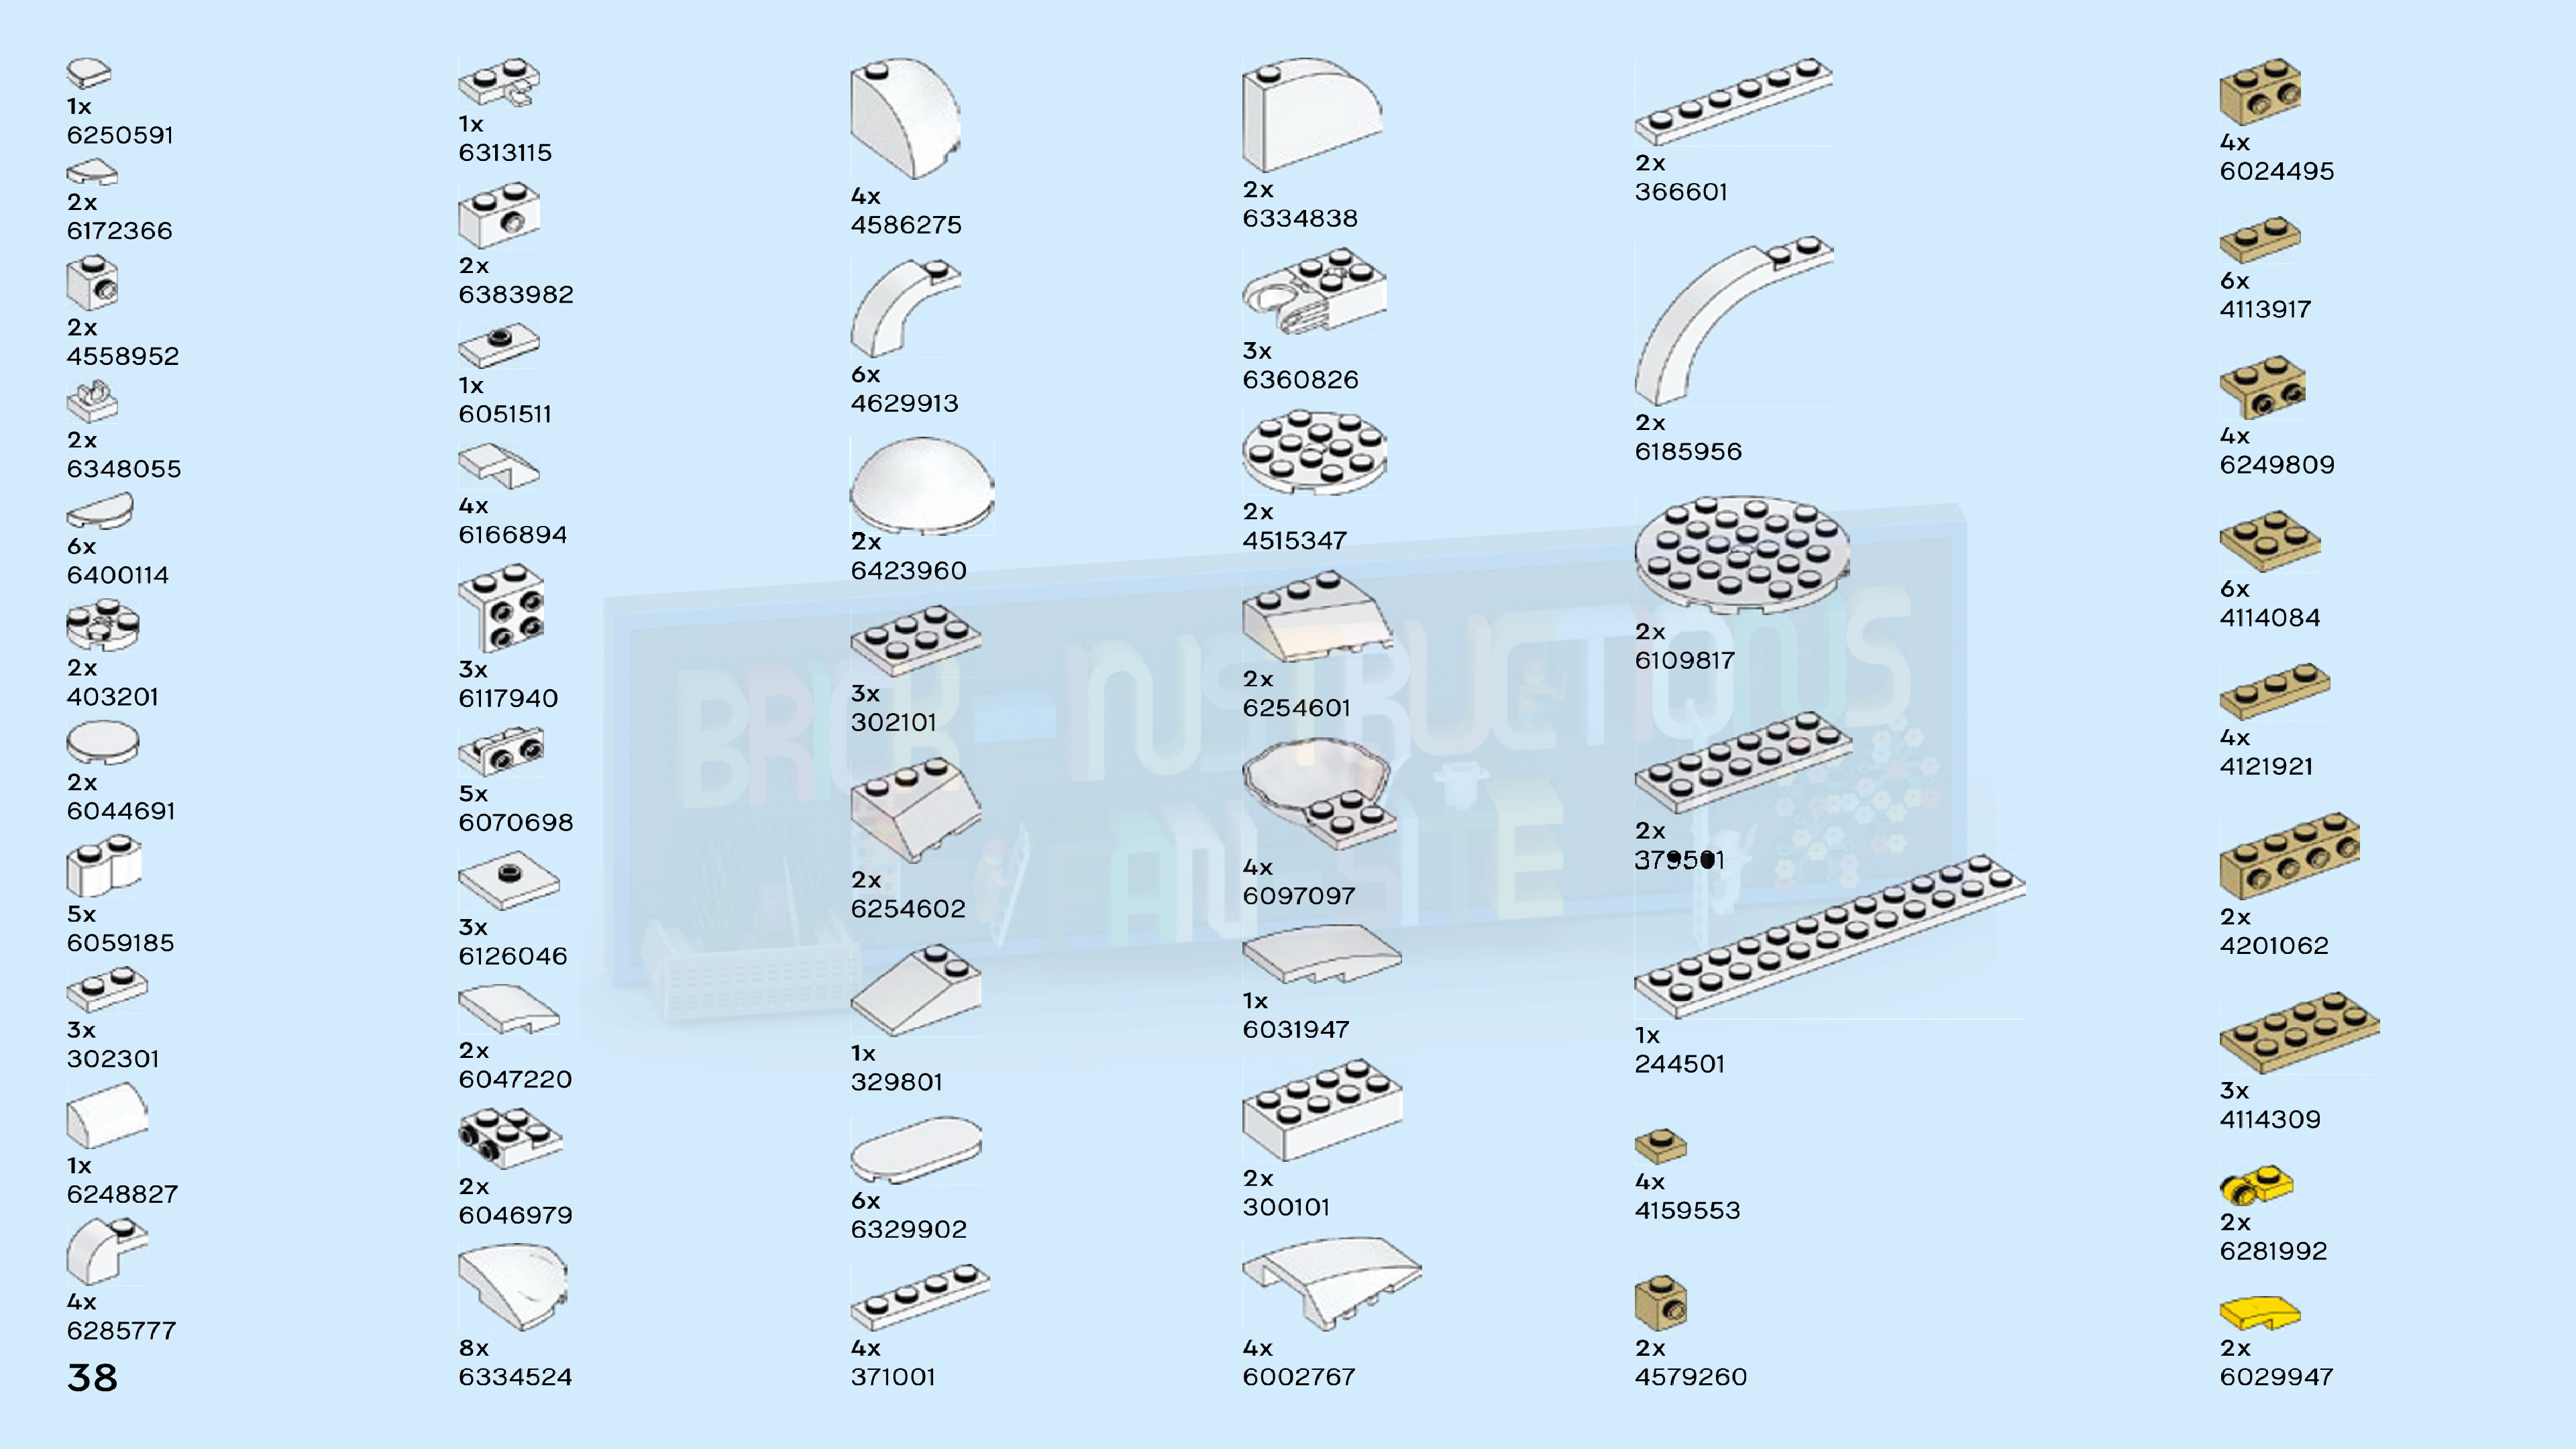 1x
6250591
2x
6172366
2x
4558952
2x
6348055
6x
6400114
2x
403201
2x
6044691
5x
6059185
3x
302301
1x
6248827
4x
6285777
38
1x
6313115
2x
6383982
1x
6051511
4x
6166894
3x
6117940
5x
6070698
3x
6126046
2x
6047220
2x
6046979
8x
6334524
4x
4586275
6x
4629913
2x
6423960
3x
302101
2x
6254602
1x
329801
6x
6329902
4x
371001
2x
6334838
3x
6360826
2x
4515347
2x
6254601
4x
6097097
1x
6031947
2x
300101
4x
6002767
2x
366601
2x
6185956
2x
6109817
2x
379501
1x
244501
4x
4159553
2x
4579260
4x
6024495
6x
4113917
4x
6249809
6x
4114084
4x
4121921
2x
4201062
3x
4114309
2x
6281992
2x
6029947
BRICK-NSTRUCTIONS
FANSITE